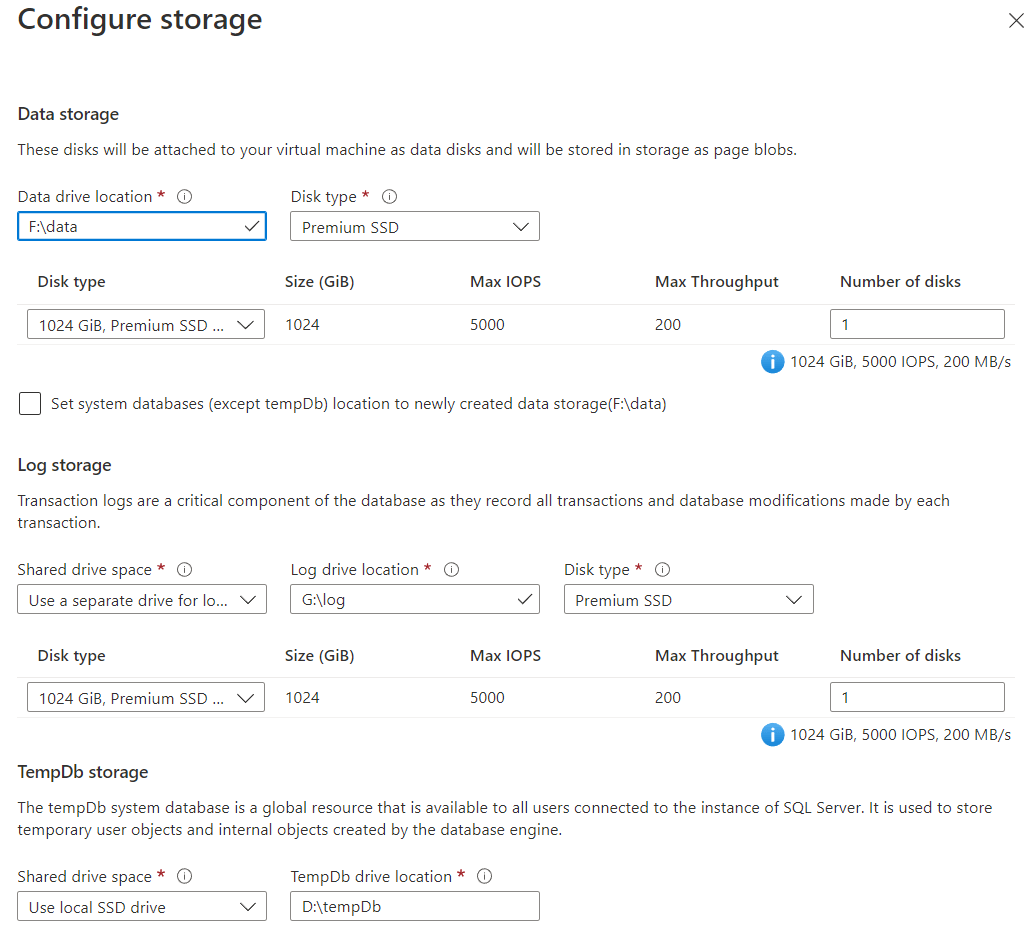 Configure storage
Data storage
These disks will be attached to your virtual machine as data disks and will be stored in storage as page blobs.
Data drive location * Disk type *
F:\data Premium SSD
Disk type Size (GiB) Max IOPS Max Throughput Number of disks
1024 GiB, Premium SSD ... 1024 5000 200 1
1024 GiB, 5000 IOPS, 200 MB/s
Set system databases (except tempDb) location to newly created data storage(F:\data)
Log storage
Transaction logs are a critical component of the database as they record all transactions and database modifications made by each
transaction.
Shared drive space * Log drive location * Disk type *
Use a separate drive for lo... G:\log Premium SSD
Disk type Size (GiB) Max IOPS Max Throughput Number of disks
1024 GiB, Premium SSD ... 1024 5000 200 1
1024 GiB, 5000 IOPS, 200 MB/s
TempDb storage
The tempDb system database is a global resource that is available to all users connected to the instance of SQL Server. It is used to store
temporary user objects and internal objects created by the database engine.
Shared drive space * TempDb drive location *
Use local SSD drive D:\tempDb